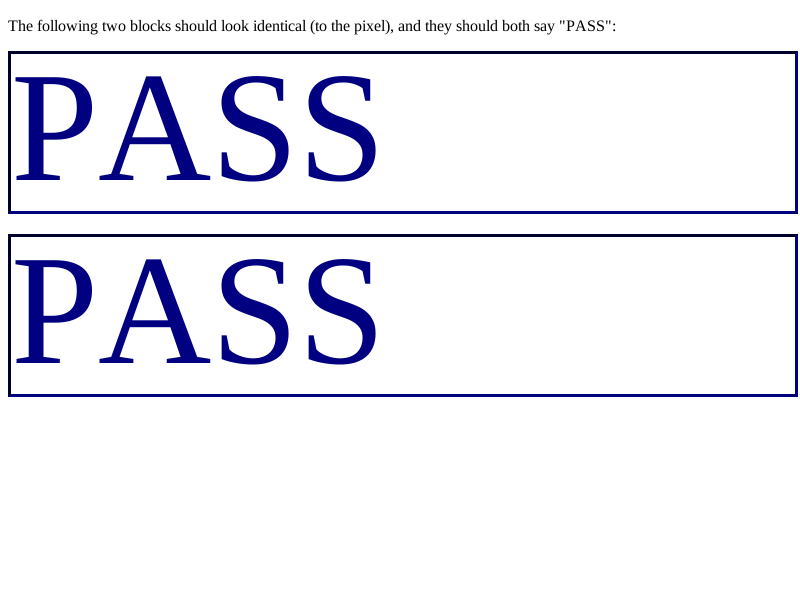 The following two blocks should look identical (to the pixel), and they should both say "PASS":
PASS
PASS